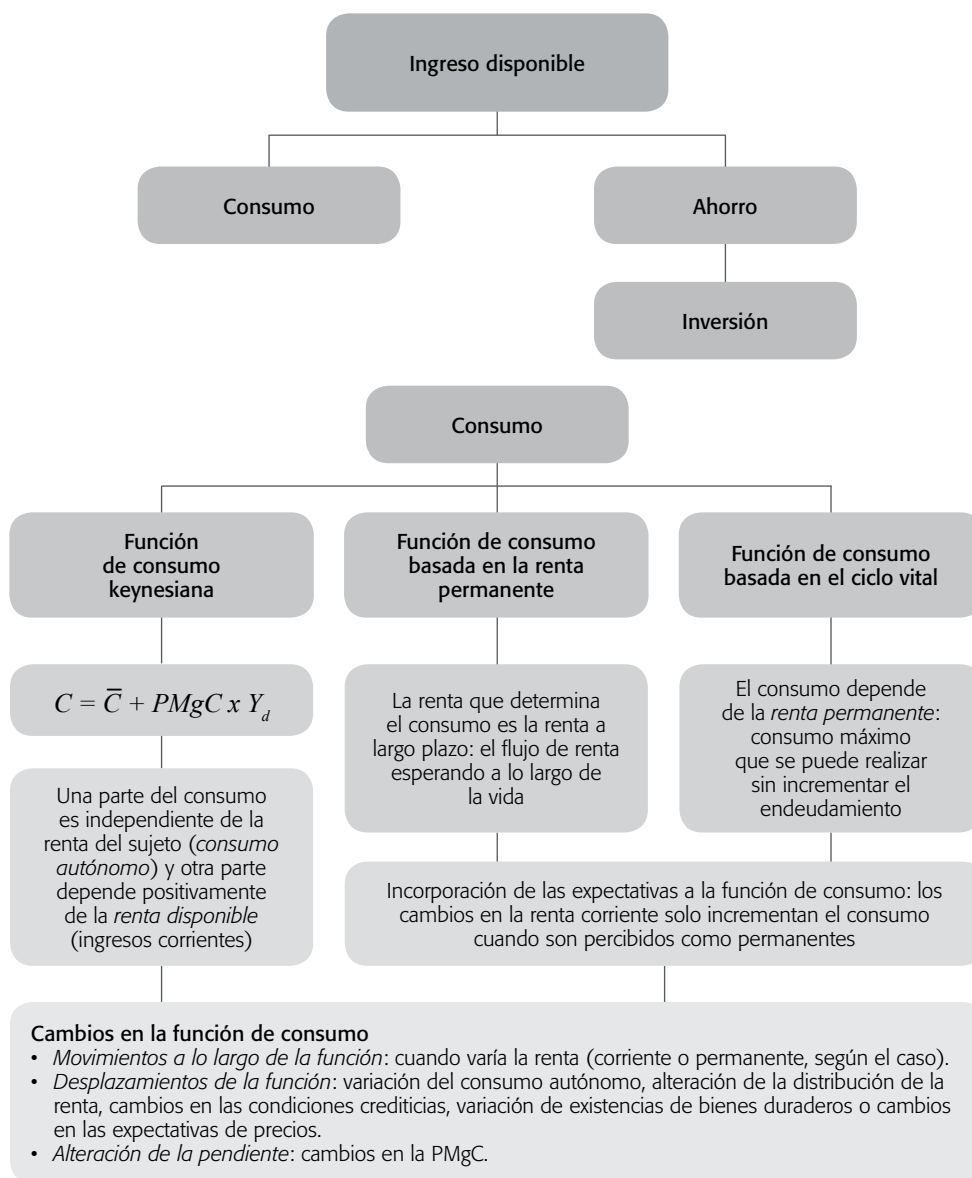 Ingreso disponible
Consumo
Ahorro
Inversión
Consumo
Función
de consumo
keynesiana
Función de consumo
basada en la renta
permanente
Función de consumo
basada en el ciclo vital
C = C̅ + PMgC x Y_d
La renta que determina
el consumo es la renta a
largo plazo: el flujo de renta
esperando a lo largo de
la vida
El consumo depende
de la renta permanente:
consumo máximo
que se puede realizar
sin incrementar el
endeudamiento
Una parte del consumo
es independiente de la
renta del sujeto (consumo
autónomo) y otra parte
depende positivamente
de la renta disponible
(ingresos corrientes)
Incorporación de las expectativas a la función de consumo: los
cambios en la renta corriente solo incrementan el consumo
cuando son percibidos como permanentes
Cambios en la función de consumo
• Movimientos a lo largo de la función: cuando varía la renta (corriente o permanente, según el caso).
• Desplazamientos de la función: variación del consumo autónomo, alteración de la distribución de la
renta, cambios en las condiciones crediticias, variación de existencias de bienes duraderos o cambios
en las expectativas de precios.
• Alteración de la pendiente: cambios en la PMgC.